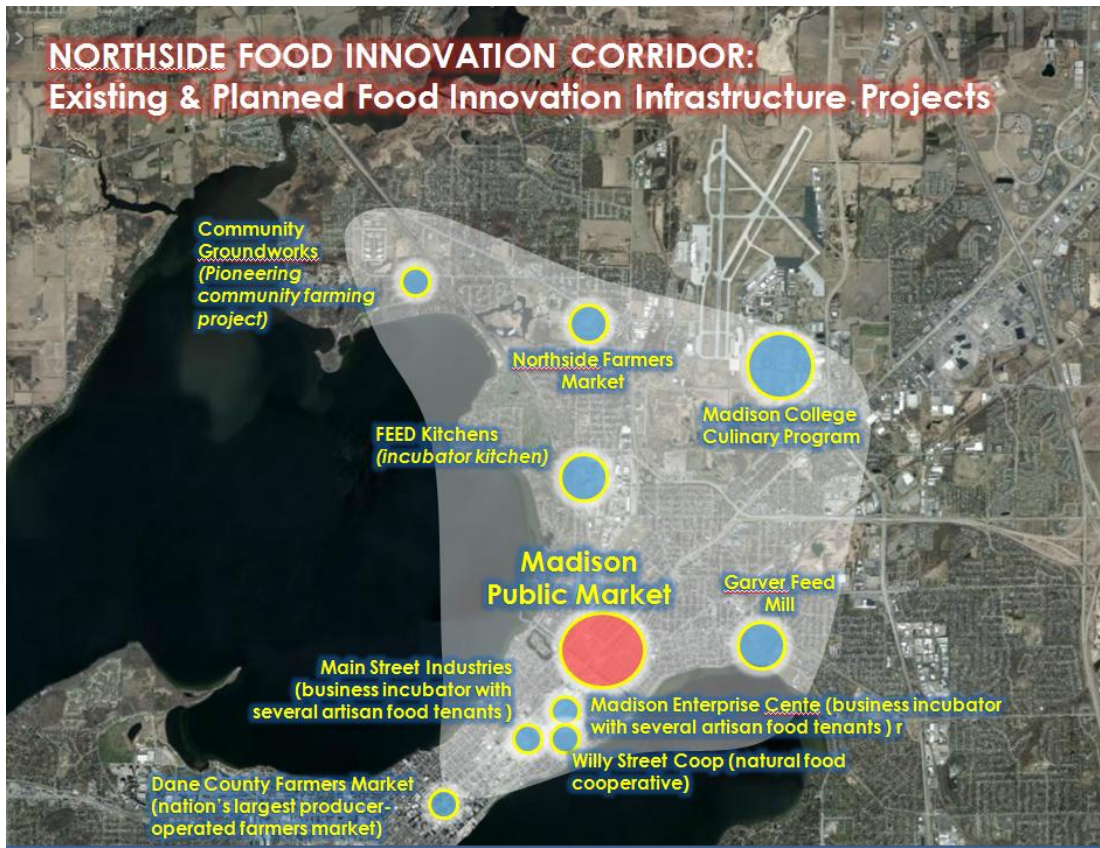 NORTHSIDE FOOD INNOVATION CORRIDOR:
Existing & Planned Food Innovation Infrastructure Projects
Community
Groundworks
(Pioneering
community farming
project)
Northside Farmers
Market
Madison College
Culinary Program
FEED Kitchens
(incubator kitchen)
Madison
Public Market
Garver Feed
Mill
Main Street Industries
(business incubator with
several artisan food tenants )
Madison Enterprise Cente (business incubator
with several artisan food tenants ) r
Willy Street Coop (natural food
cooperative)
Dane County Farmers Market
(nation's largest producer-
operated farmers market)